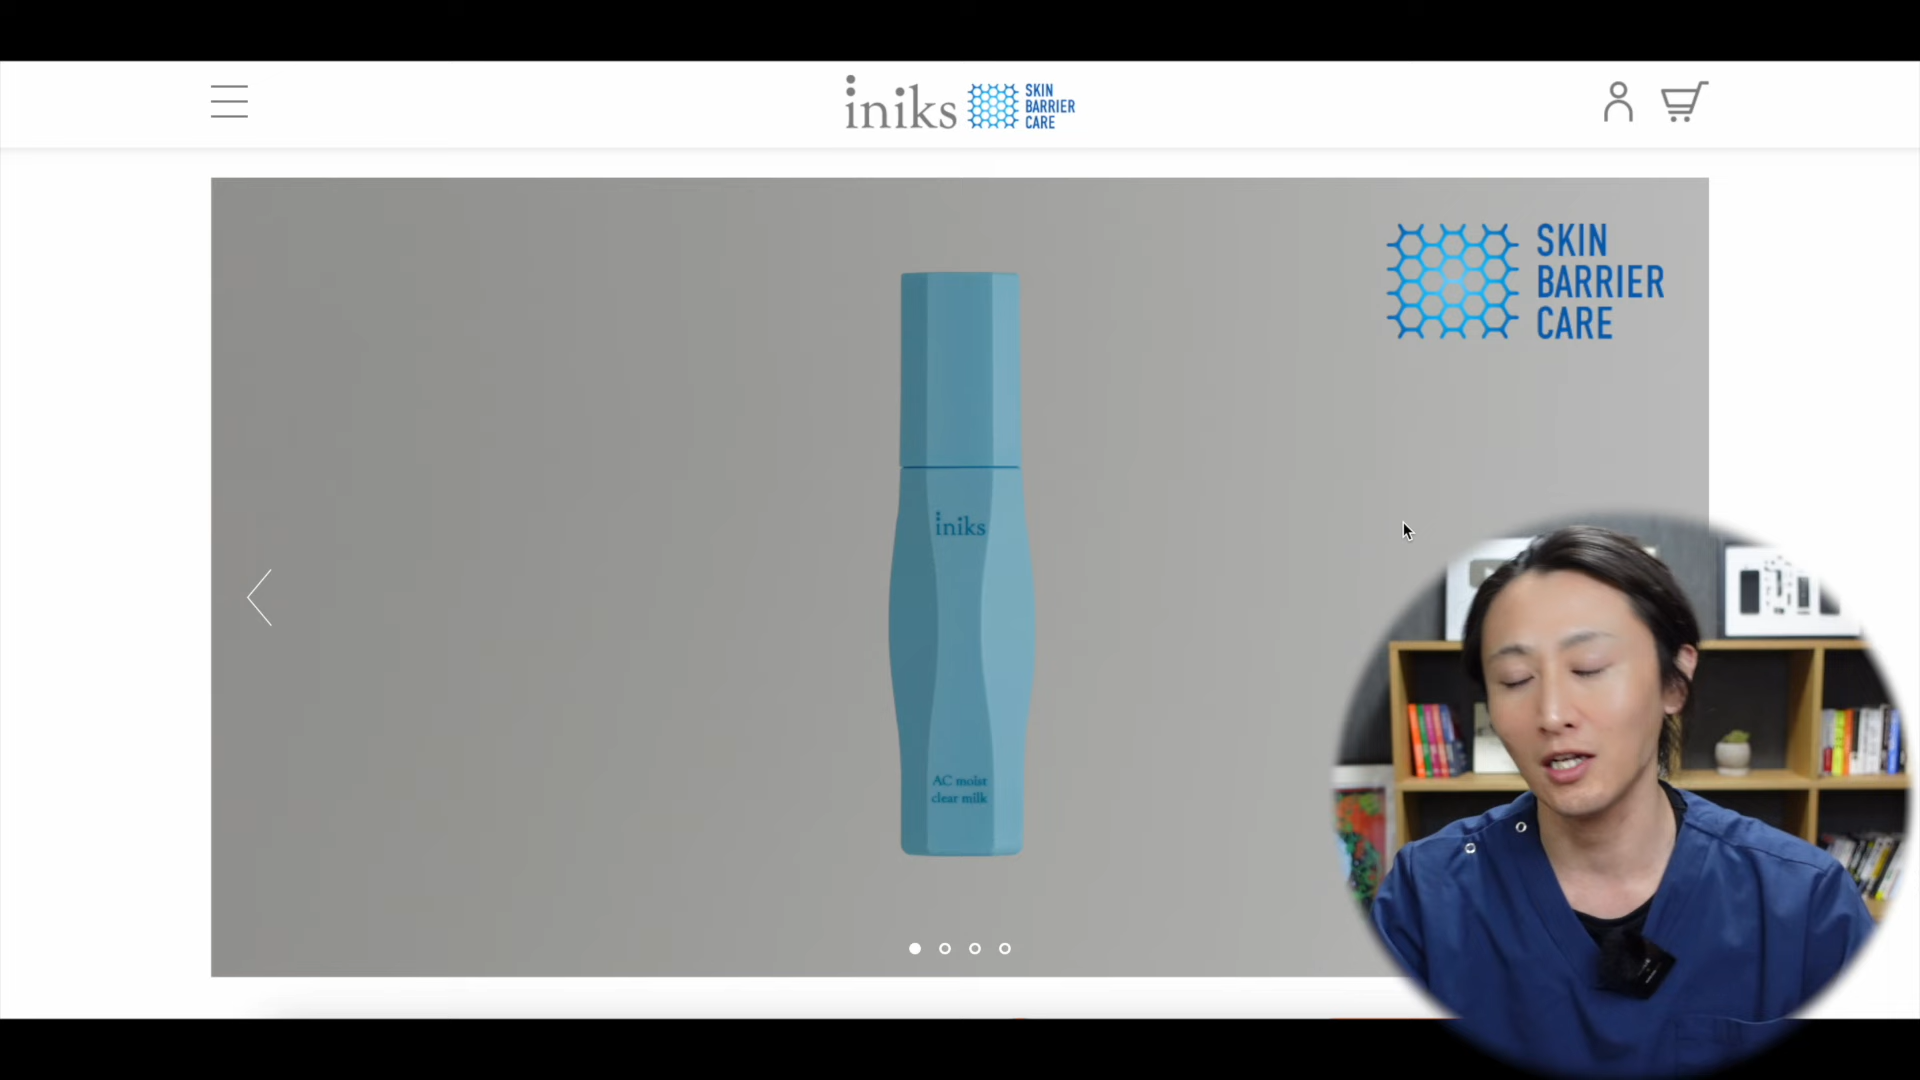 iniks
SKIN
BARRIER
CARE
SKIN
BARRIER
CARE
iniks
AC moist
clear milk